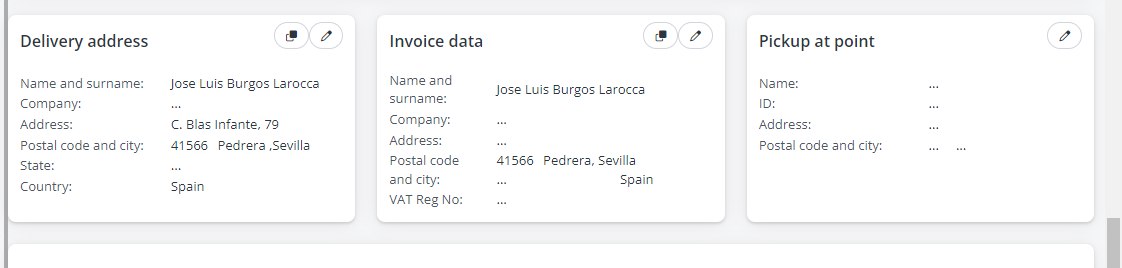 Delivery address
Name and surname: Jose Luis Burgos Larocca
Company: ...
Address: C. Blas Infante, 79
Postal code and city: 41566 Pedrera ,Sevilla
State: ...
Country: Spain
Invoice data
Name and
surname: Jose Luis Burgos Larocca
Company: ...
Address: ...
Postal code 41566 Pedrera, Sevilla
and city: ... Spain
VAT Reg No: ...
Pickup at point
Name: ...
ID: ...
Address: ...
Postal code and city: ... ...